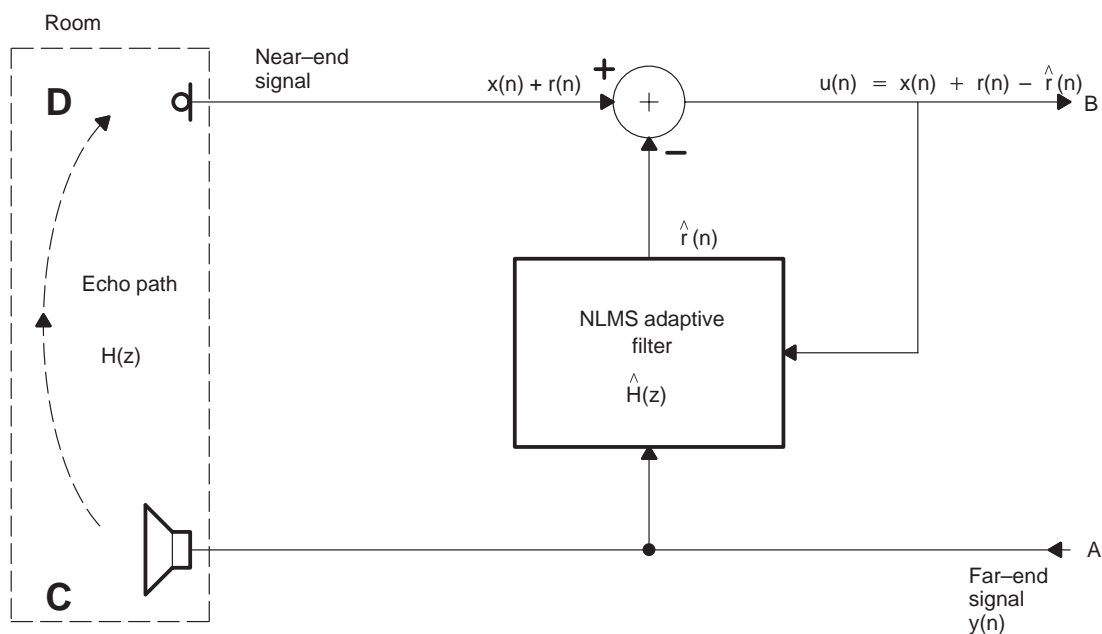 Room
D
Near–end
signal
x(n) + r(n)
+
+
−
u(n) = x(n) + r(n) − r̂(n)
B
r̂(n)
Echo path
H(z)
NLMS adaptive
filter
Ĥ(z)
C
A
Far–end
signal
y(n)